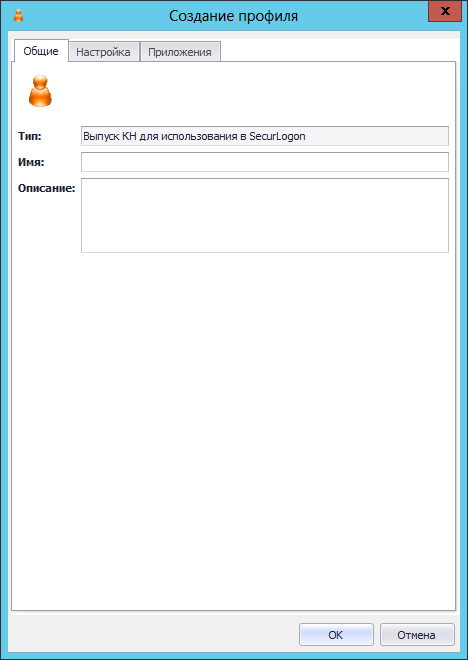 Создание профиля
x
Общие Настройка Приложения
Тип: Выпуск КН для использования в SecurLogon
Имя:
Описание:
OK Отмена